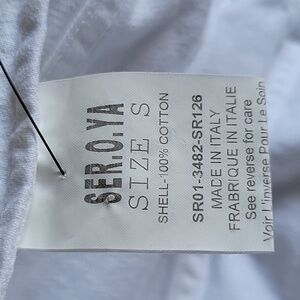 SER.O.YA
SIZE S
SHELL-100% COTTON
SR01-3482-SR126
MADE IN ITALY
FRABRIQUE IN ITALIE
See reverse for care
Voir L'inverse Pour Le Soin